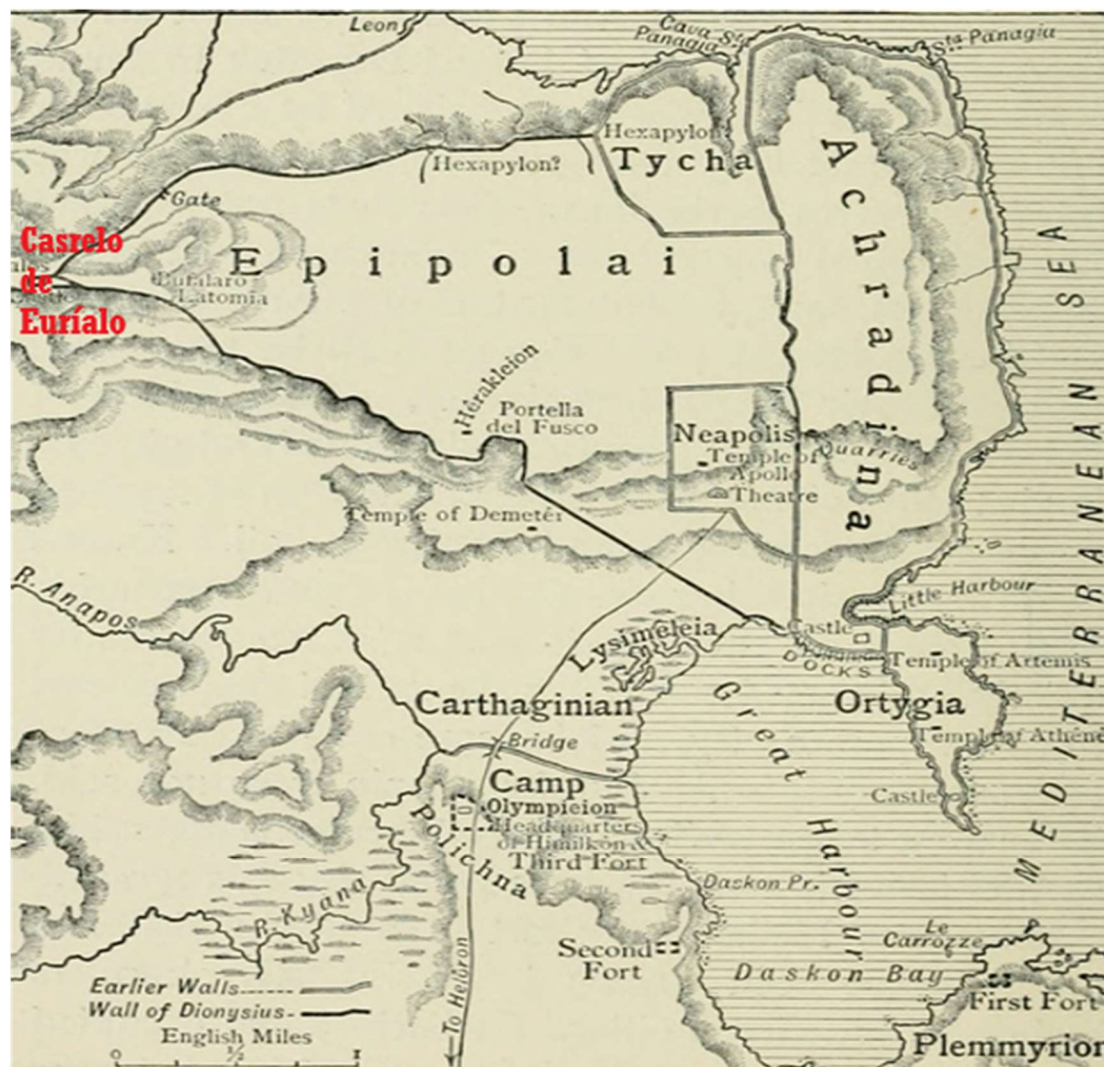 Leon
Cava Sta
Panagia
Sta Panagia
Hexapylon?
Tycha
Hexapylon?
Achradina
Gate
Casrelo
de
Euríalo
Epipolai
Bufalaro
Latomia
MEDITERRANEAN SEA
Herakleion
Portella
del Fusco
Neapolis
Temple of
Apollo
Theatre
Quarries
Temple of Demetér
R. Anapos
Little Harbour
Lysimeleia
Castle
DOCKS
Temple of Artemis
Ortygia
Temple of Athene
Castle
Great Harbour
Carthaginian
Bridge
Camp
Olympieion
Headquarters
of Himilkon &
Third Fort
Polichna
Daskon Pr.
R. Kyana
Le
Carrozze
Second
Fort
Daskon Bay
First Fort
Plemmyrion
To Heloron
Earlier Walls
Wall of Dionysius
English Miles
0 ½ 1